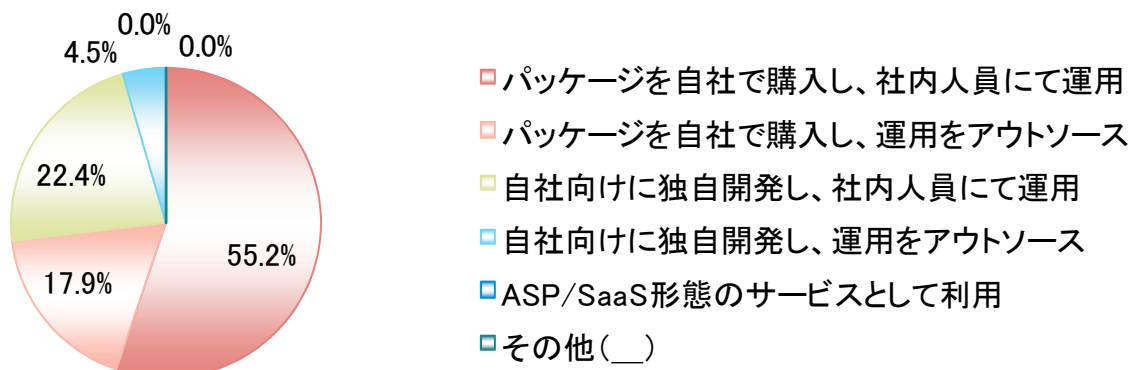 0.0%
4.5%
0.0%
22.4%
55.2%
17.9%
パッケージを自社で購入し、社内人員にて運用
パッケージを自社で購入し、運用をアウトソース
自社向けに独自開発し、社内人員にて運用
自社向けに独自開発し、運用をアウトソース
ASP/SaaS形態のサービスとして利用
その他(__)